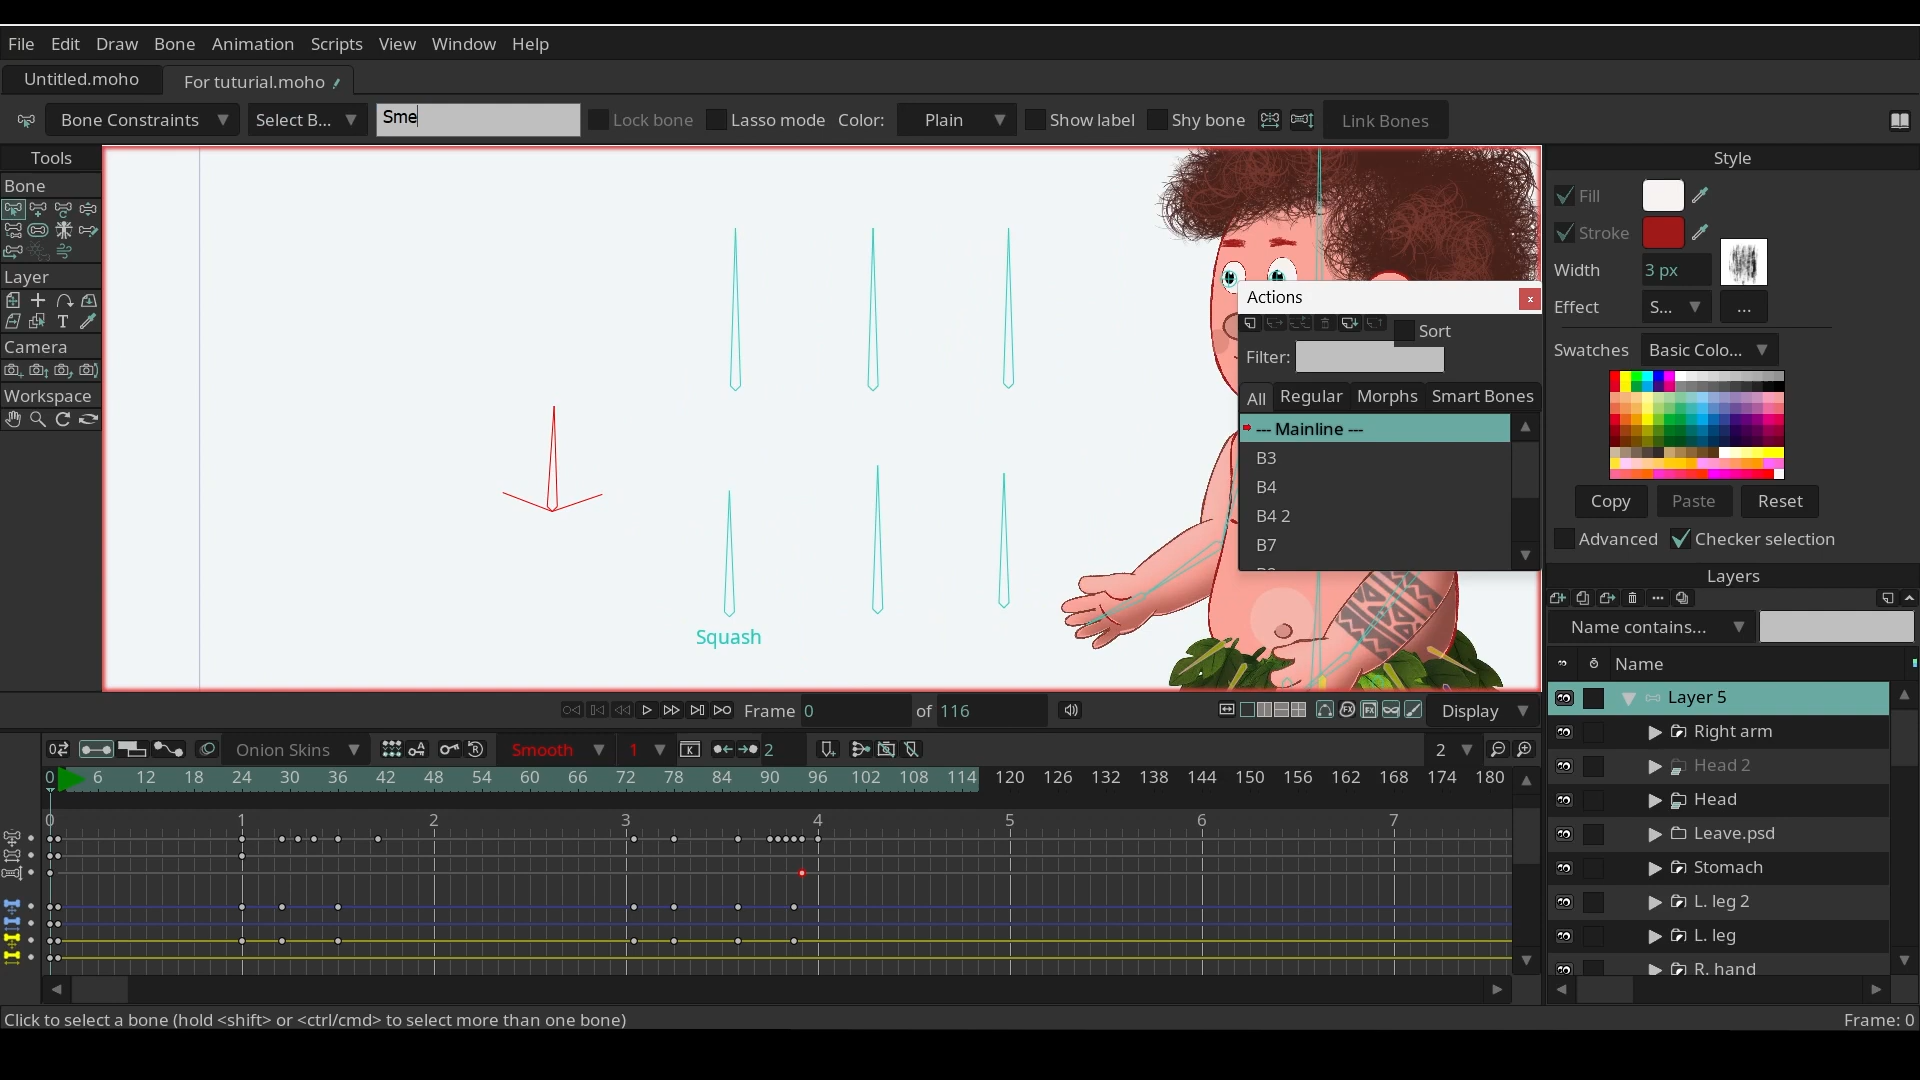 File Edit Draw Bone Animation Scripts View Window Help
Untitled.moho For tuturial.moho
Bone Constraints Select B... Sme Lock bone Lasso mode Color: Plain Show label Shy bone Link Bones
Tools
Bone
Layer
Camera
Workspace
Squash
Actions
Sort
Filter:
All Regular Morphs Smart Bones
--- Mainline ---
B3
B4
B4 2
B7
Style
Fill
Stroke
Width 3 px
Effect S... ...
Swatches Basic Colo...
Copy Paste Reset
Advanced Checker selection
Layers
Name contains...
Name
Layer 5
Right arm
Head 2
Head
Leave.psd
Stomach
L. leg 2
L. leg
R. hand
Frame 0 of 116 Display
Onion Skins Smooth 1 2 2
0 6 12 18 24 30 36 42 48 54 60 66 72 78 84 90 96 102 108 114 120 126 132 138 144 150 156 162 168 174 180
0 1 2 3 4 5 6 7
Click to select a bone (hold <shift> or <ctrl/cmd> to select more than one bone) Frame: 0